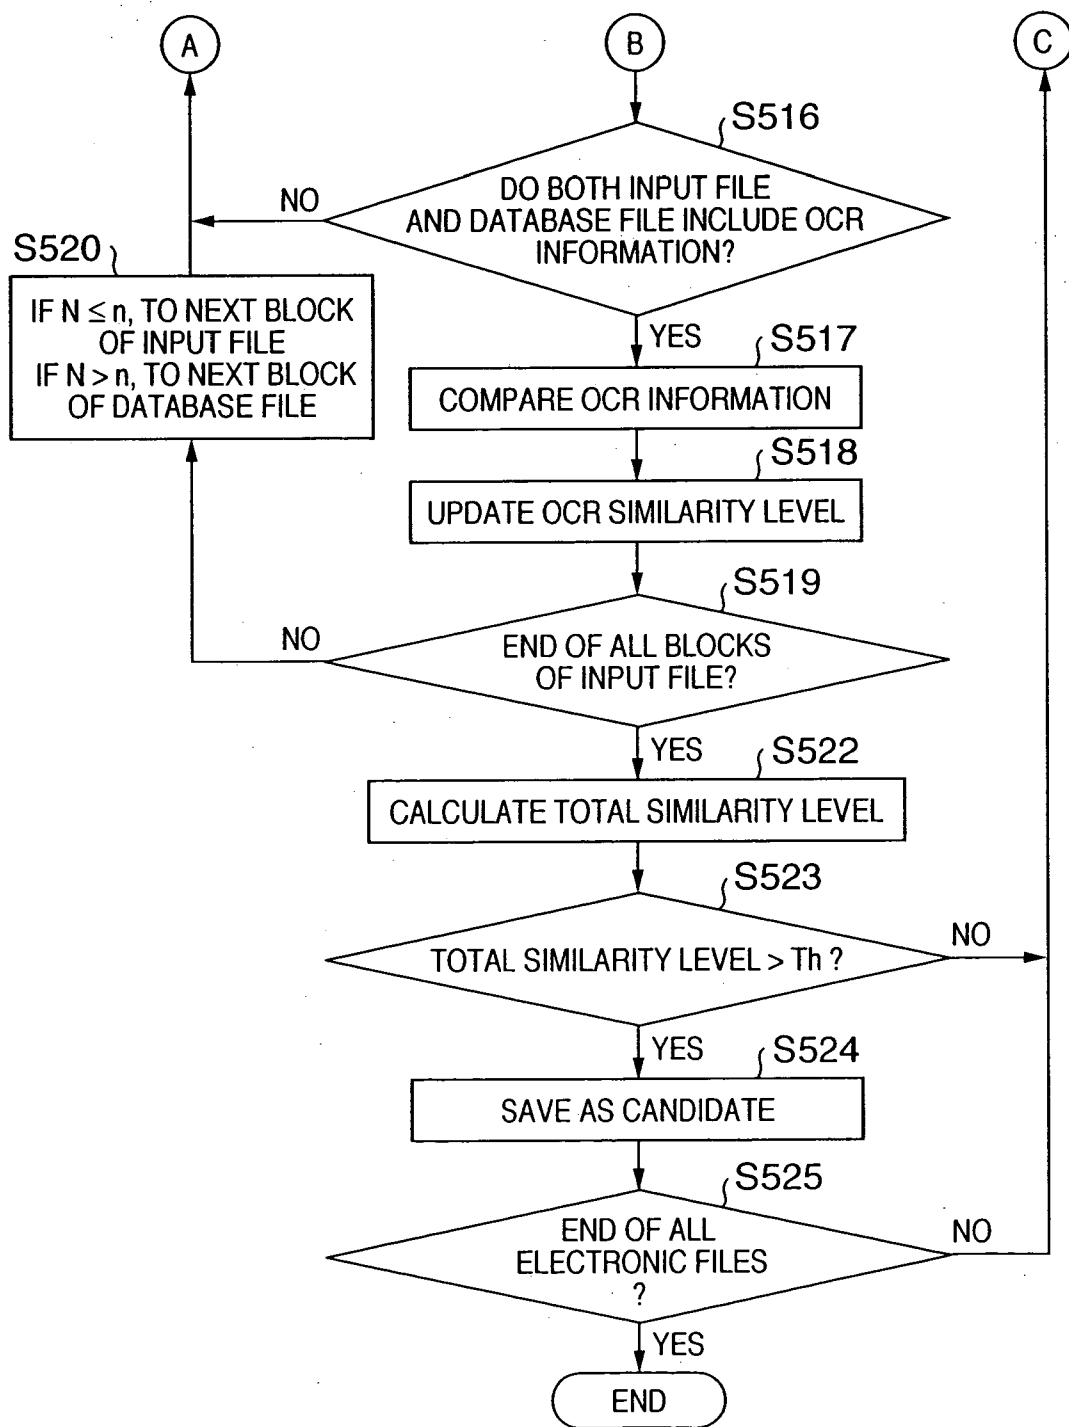 A
B
C
S516
DO BOTH INPUT FILE
AND DATABASE FILE INCLUDE OCR
INFORMATION?
NO
YES
S520
IF N ≤ n, TO NEXT BLOCK
OF INPUT FILE
IF N > n, TO NEXT BLOCK
OF DATABASE FILE
S517
COMPARE OCR INFORMATION
S518
UPDATE OCR SIMILARITY LEVEL
S519
NO
END OF ALL BLOCKS
OF INPUT FILE?
YES
S522
CALCULATE TOTAL SIMILARITY LEVEL
S523
TOTAL SIMILARITY LEVEL > Th ?
NO
YES
S524
SAVE AS CANDIDATE
S525
END OF ALL
ELECTRONIC FILES
?
NO
YES
END